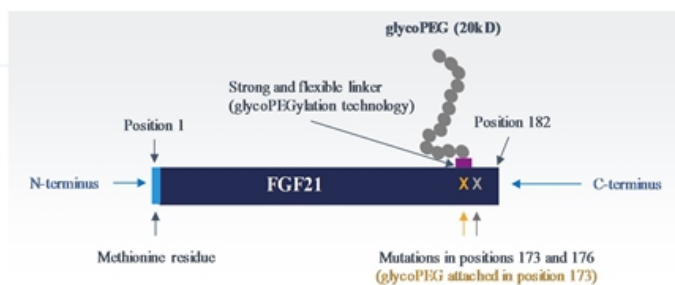 glycoPEG (20kD)
Strong and flexible linker
(glycoPEGylation technology)
Position 1
Position 182
N-terminus
FGF21
X X
C-terminus
Methionine residue
Mutations in positions 173 and 176
(glycoPEG attached in position 173)